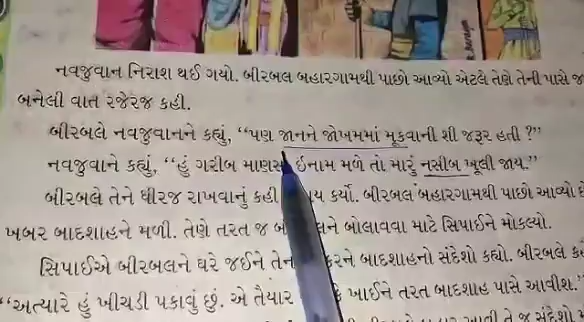 નવજુવાન નિરાશ થઈ ગયો. બીરબલ બહારગામથી પાછો આવ્યો એટલે તેણે તેની પાસે જ
બનેલી વાત રજેરજ કહી.
બીરબલે નવજુવાનને કહ્યું, “પણ જાનને જોખમમાં મૂકવાની શી જરૂર હતી ?”
નવજુવાને કહ્યું, “હું ગરીબ માણસ ઇનામ મળે તો મારું નસીબ ખૂલી જાય.”
બીરબલે તેને ધીરજ રાખવાનું કહી કર્યો. બીરબલ બહારગામથી પાછો આવ્યો
ખબર બાદશાહને મળી. તેણે તરત જ બોલાવવા માટે સિપાઈને મોકલ્યો.
સિપાઈએ બીરબલને ઘરે જઈને બાદશાહનો સંદેશો કહ્યો. બીરબલે
“અત્યારે હું ખીચડી પકાવું છું. એ તૈયાર ખાઈને તરત બાદશાહ પાસે આવીશ.”